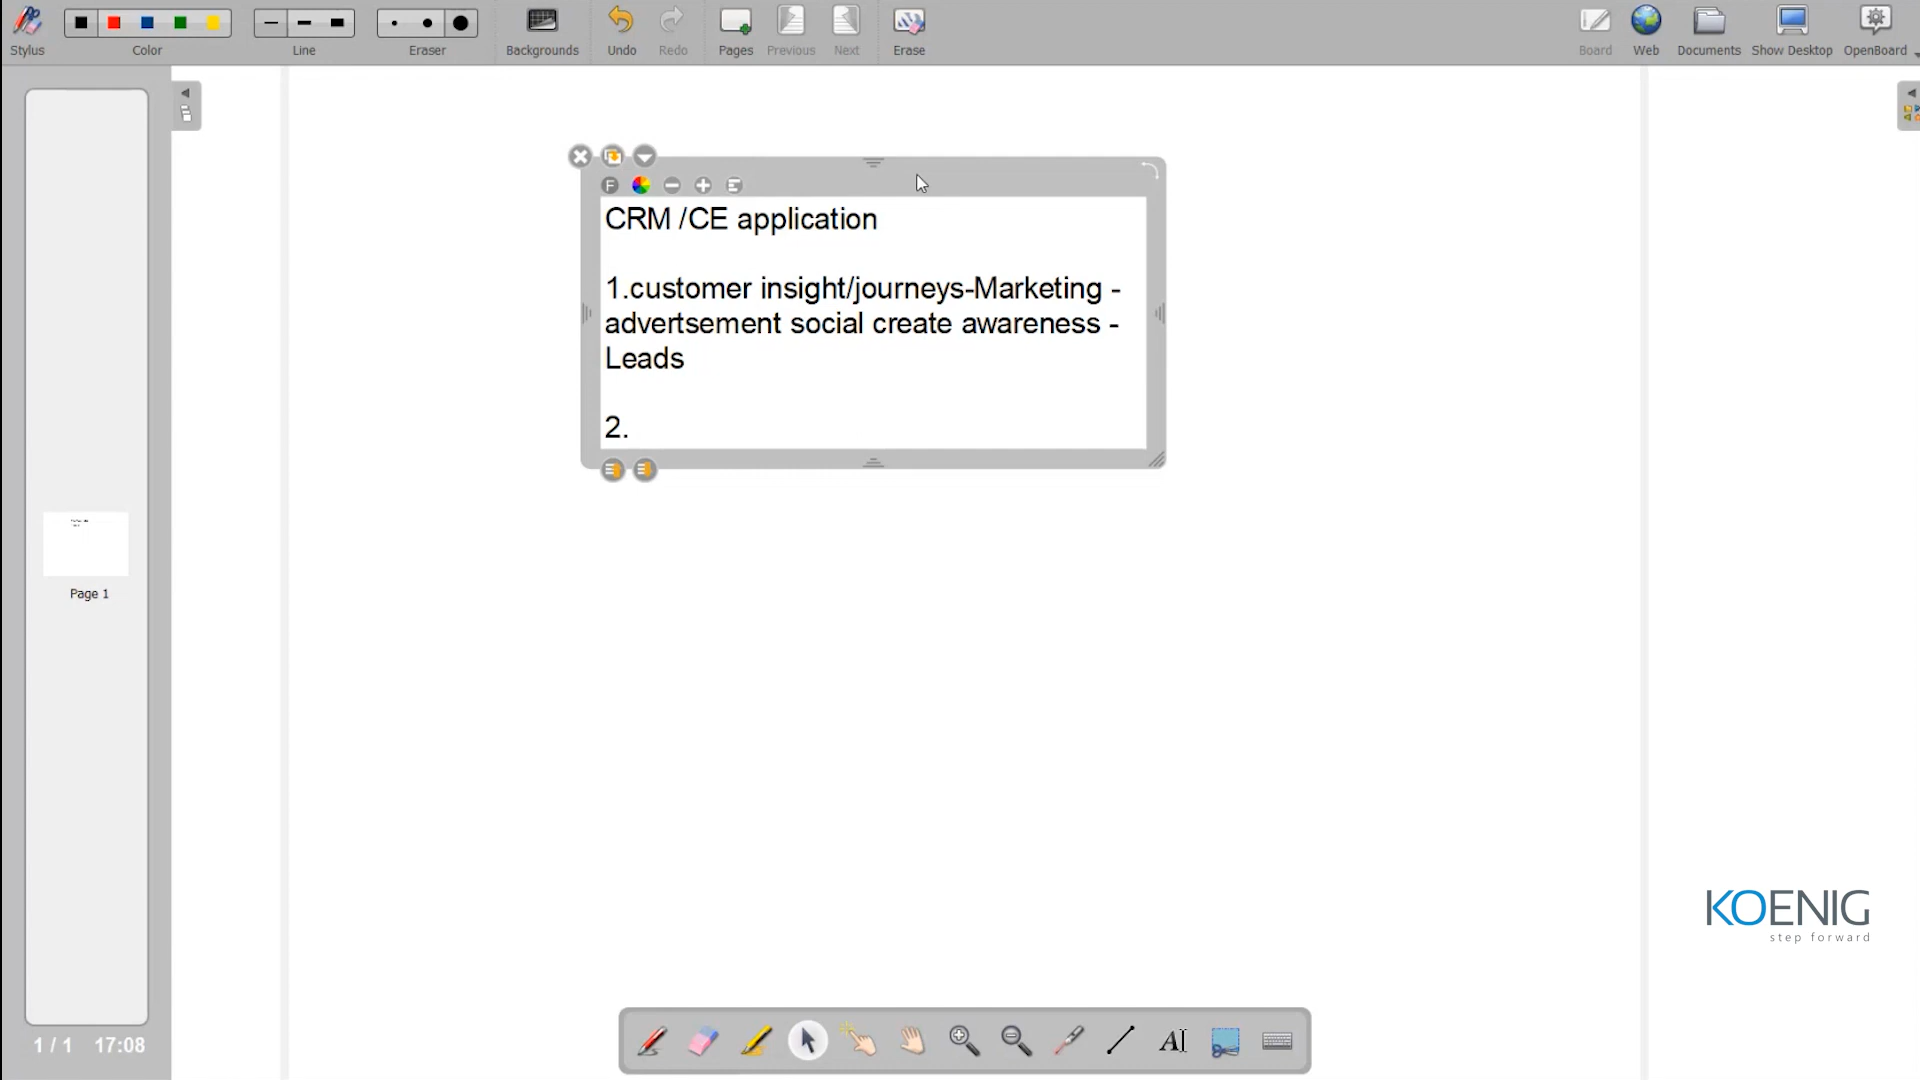 Stylus
Color
Line
Eraser
Backgrounds
Undo
Redo
Pages
Previous
Next
Erase
Board
Web
Documents
Show Desktop
OpenBoard
F
CRM /CE application
1.customer insight/journeys-Marketing -
advertsement social create awareness -
Leads
2.
Page 1
KOENIG
step forward
1 / 1 17:08
AI